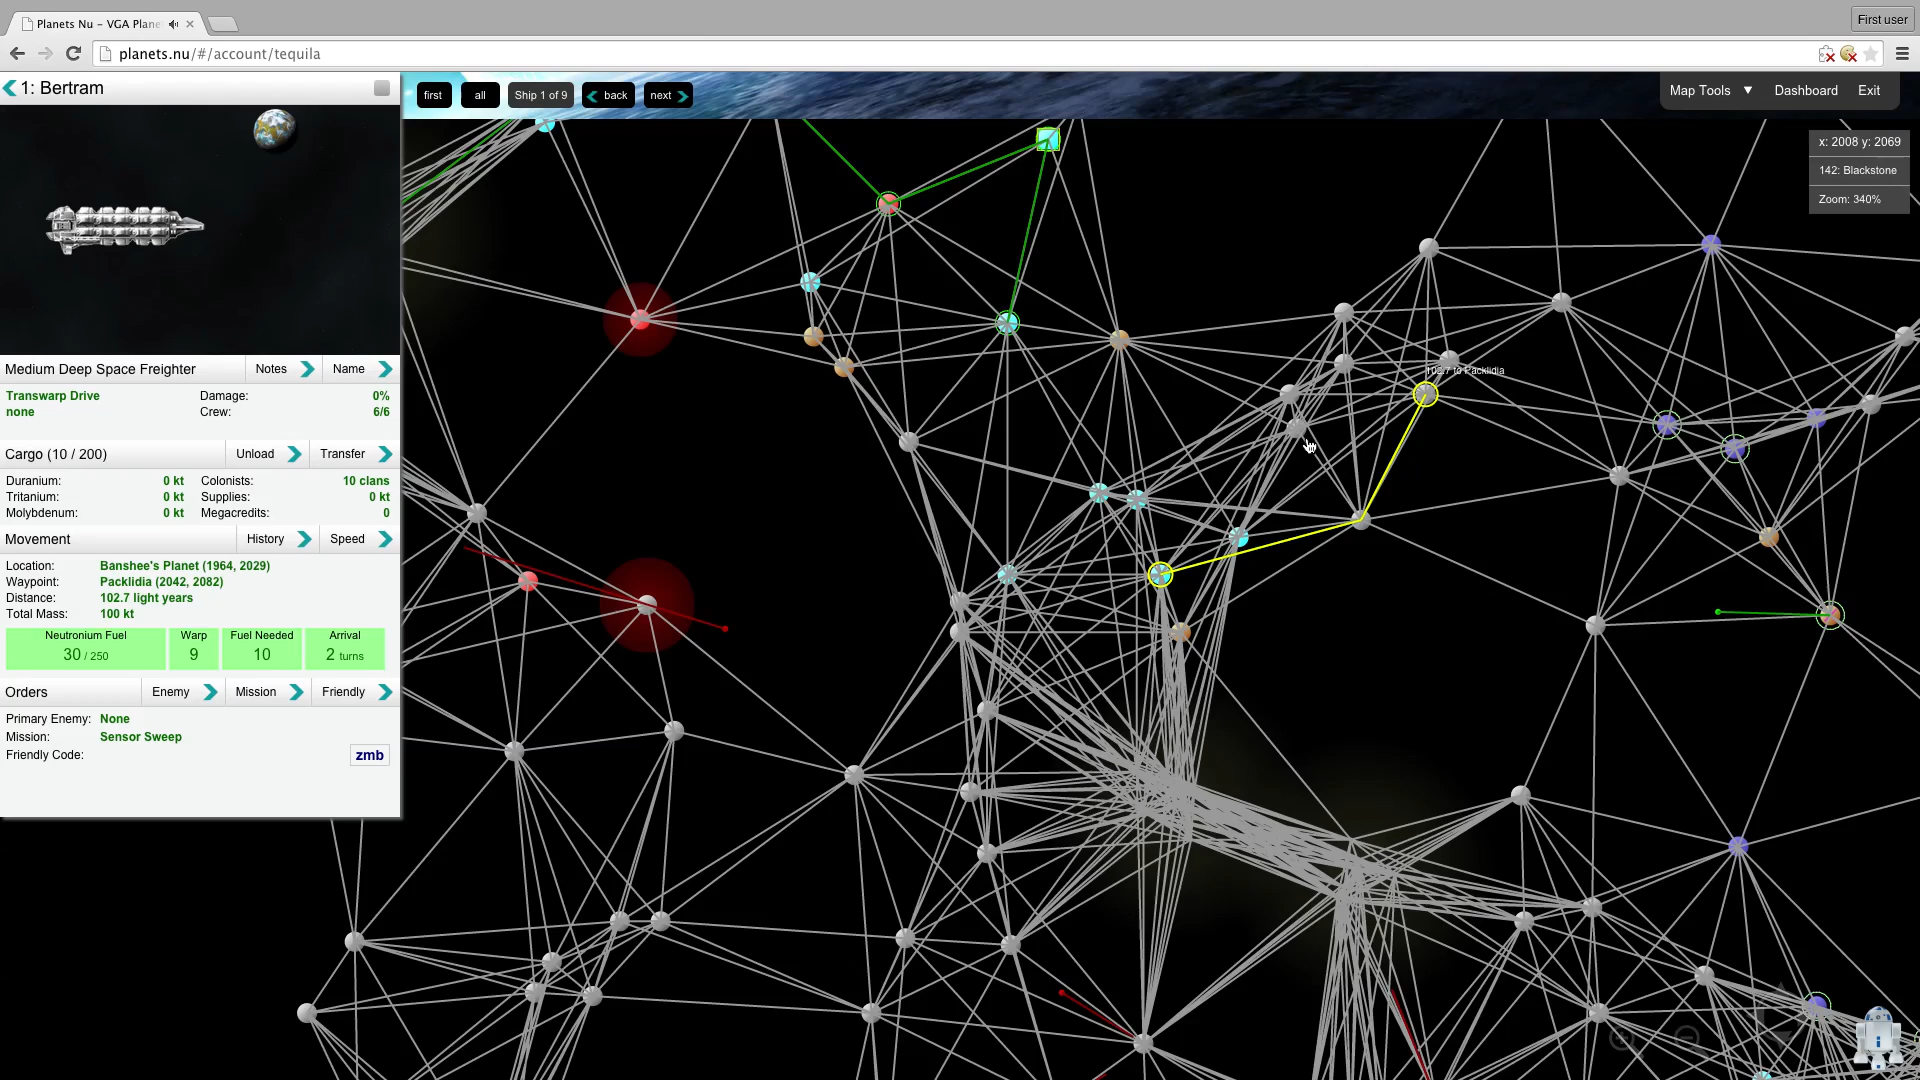 Planets Nu - VGA Plane
First user
planets.nu/#/account/tequila
1: Bertram
first all Ship 1 of 9 back next
Map Tools ▼ Dashboard Exit
x: 2008 y: 2069
142: Blackstone
Zoom: 340%
Medium Deep Space Freighter Notes Name
Transwarp Drive Damage: 0%
none Crew: 6/6
Cargo (10 / 200) Unload Transfer
Duranium: 0 kt Colonists: 10 clans
Tritanium: 0 kt Supplies: 0 kt
Molybdenum: 0 kt Megacredits: 0
Movement History Speed
Location: Banshee's Planet (1964, 2029)
Waypoint: Packlidia (2042, 2082)
Distance: 102.7 light years
Total Mass: 100 kt
Neutronium Fuel Warp Fuel Needed Arrival
30 / 250 9 10 2 turns
Orders Enemy Mission Friendly
Primary Enemy: None
Mission: Sensor Sweep
Friendly Code: zmb
102.7 to Packlidia